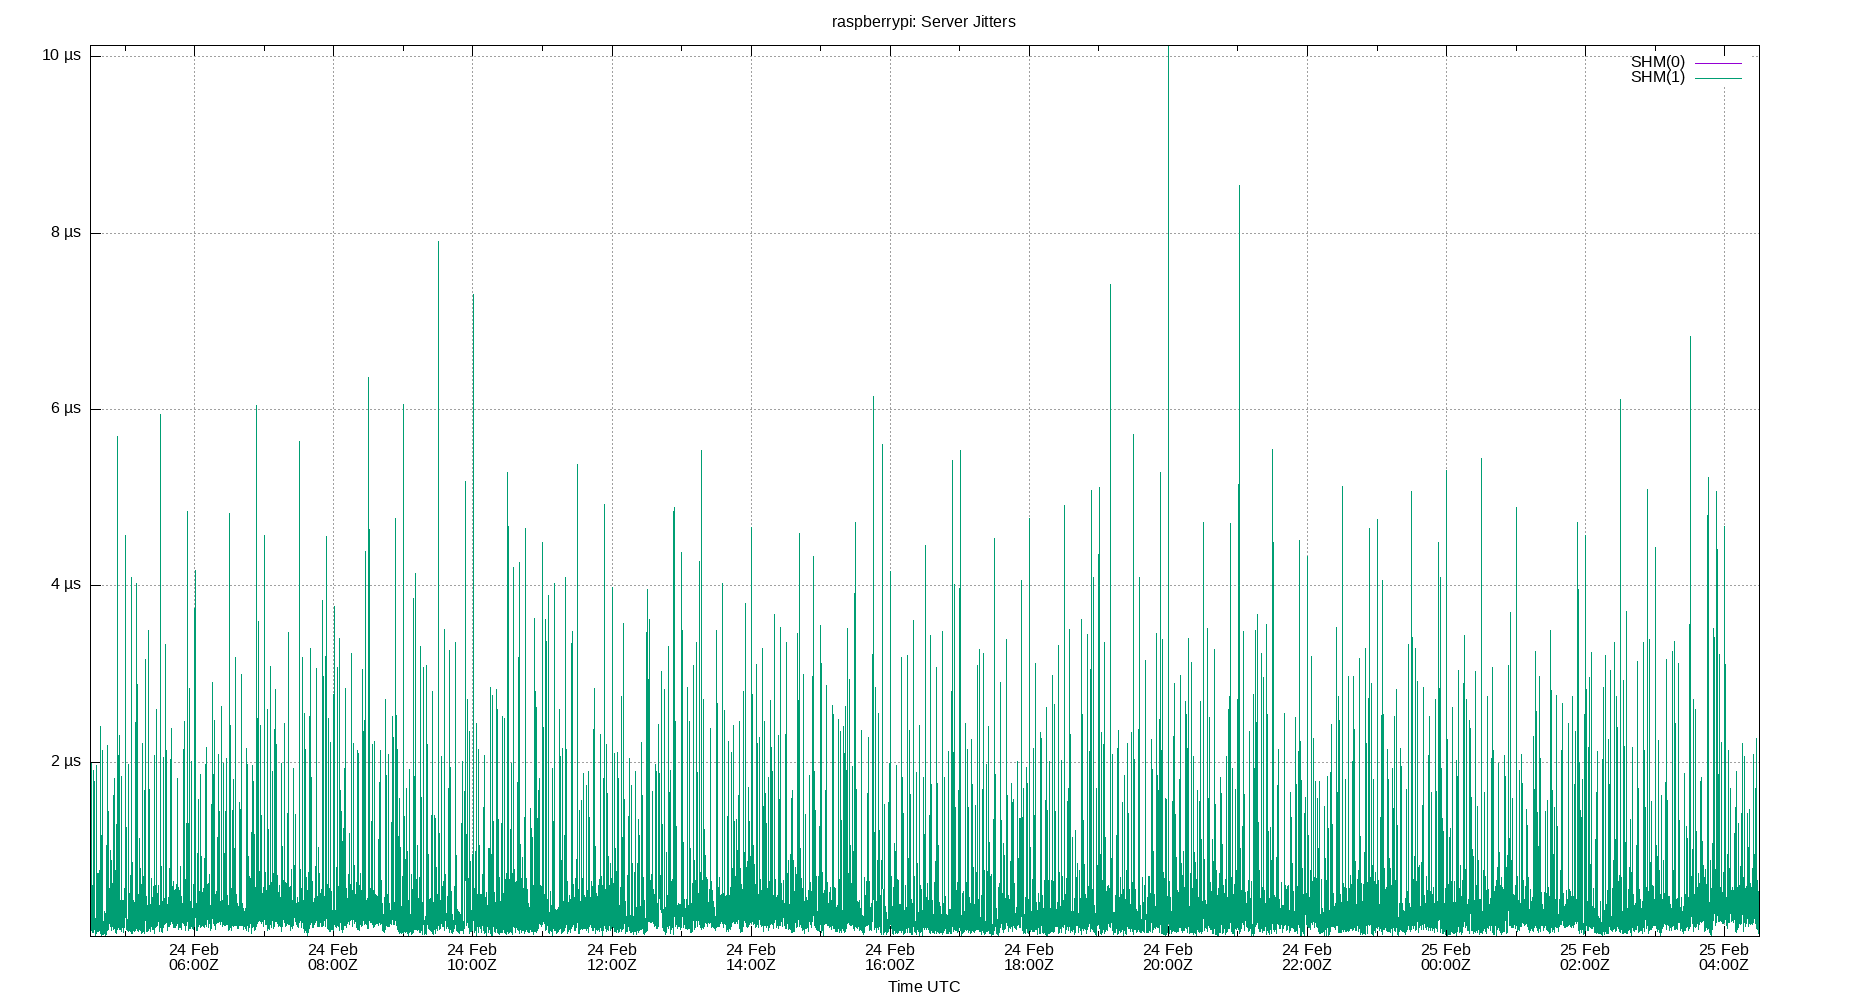 raspberrypi: Server Jitters
10 µs
8 µs
6 µs
4 µs
2 µs
SHM(0)
SHM(1)
24 Feb 24 Feb 24 Feb 24 Feb 24 Feb 24 Feb 24 Feb 24 Feb 24 Feb 25 Feb 25 Feb 25 Feb
06:00Z 08:00Z 10:00Z 12:00Z 14:00Z 16:00Z 18:00Z 20:00Z 22:00Z 00:00Z 02:00Z 04:00Z
Time UTC